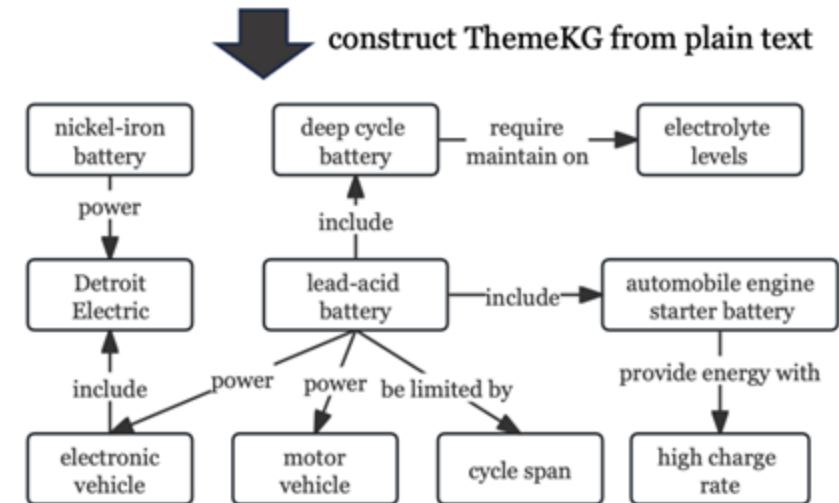 construct ThemeKG from plain text
nickel-iron
battery
deep cycle
battery
require
maintain on
electrolyte
levels
power
include
Detroit
Electric
lead-acid
battery
include
automobile engine
starter battery
include
power
power
be limited by
provide energy with
electronic
vehicle
motor
vehicle
cycle span
high charge
rate